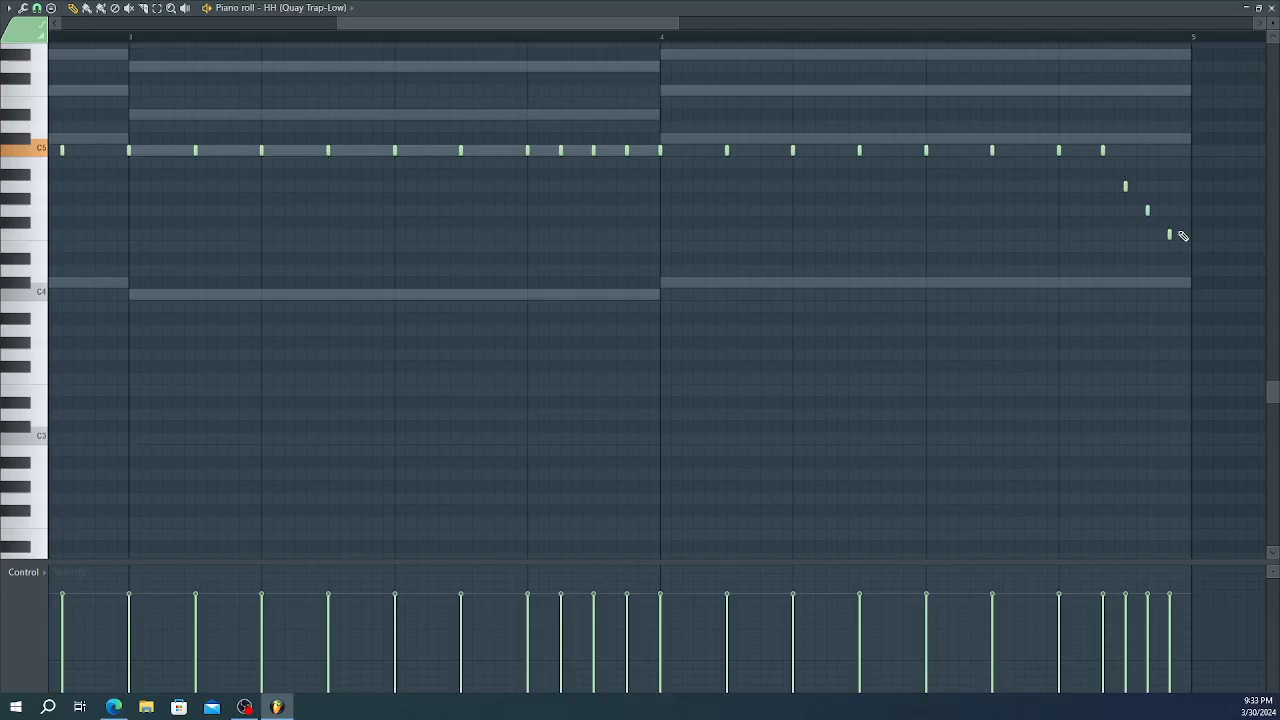 Piano roll - HH (Quay Trap-Low)
3
4
5
C5
C4
C3
Control
Velocity
9:33 PM
3/30/2024